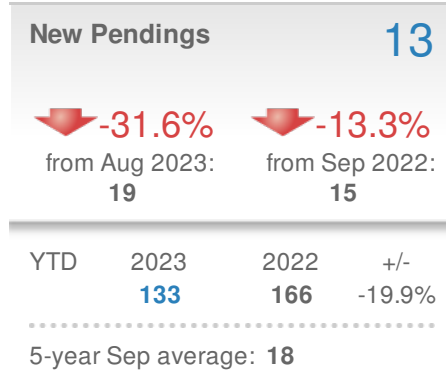 New Pendings 13
-31.6% -13.3%
from Aug 2023: from Sep 2022:
19 15
YTD 2023 2022 +/-
133 166 -19.9%
5-year Sep average: 18